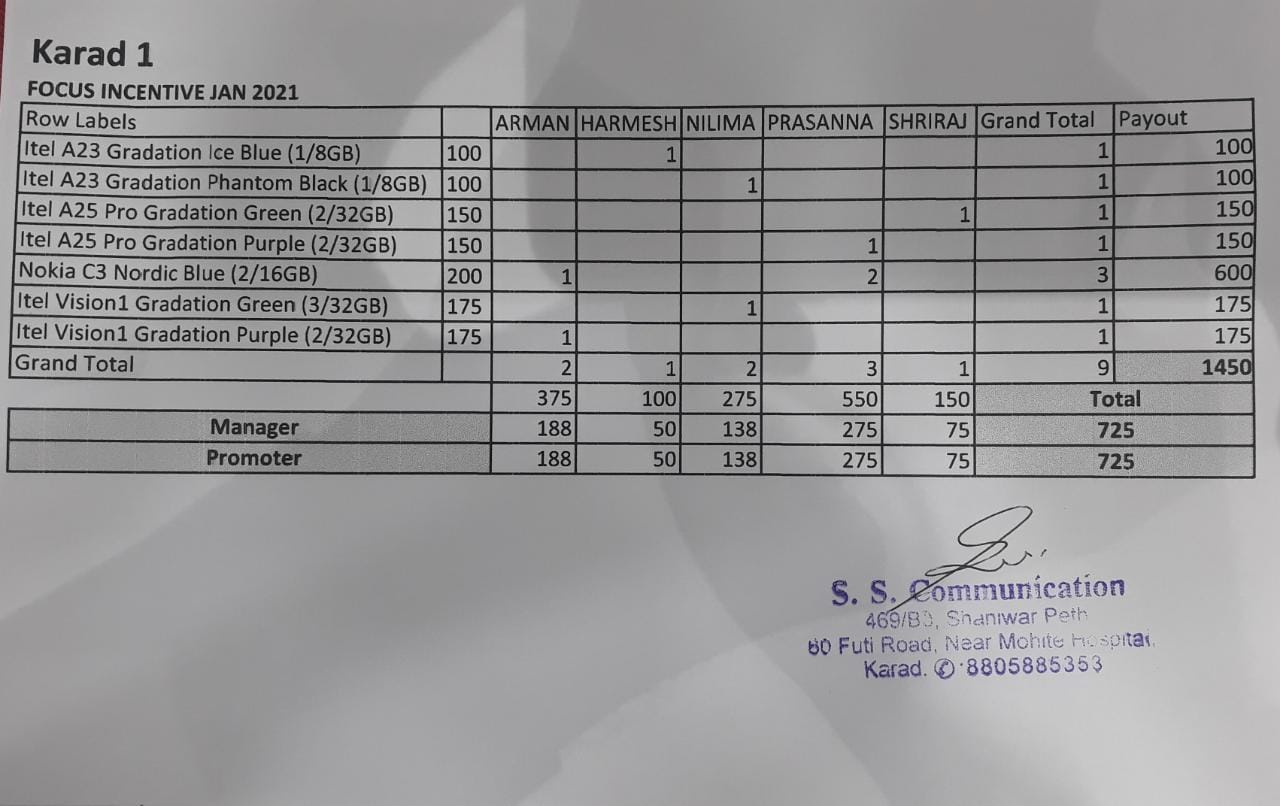 Karad 1
FOCUS INCENTIVE JAN 2021
Row Labels ARMAN HARMESH NILIMA PRASANNA SHRIRAJ Grand Total Payout
Itel A23 Gradation Ice Blue (1/8GB) 100 1 1 100
Itel A23 Gradation Phantom Black (1/8GB) 100 1 1 100
Itel A25 Pro Gradation Green (2/32GB) 150 1 1 150
Itel A25 Pro Gradation Purple (2/32GB) 150 1 1 150
Nokia C3 Nordic Blue (2/16GB) 200 1 2 3 600
Itel Vision1 Gradation Green (3/32GB) 175 1 1 175
Itel Vision1 Gradation Purple (2/32GB) 175 1 1 175
Grand Total 2 1 2 3 1 9 1450
375 100 275 550 150 Total
Manager 188 50 138 275 75 725
Promoter 188 50 138 275 75 725
S. S. Communication
Shaniwar Peth
Futi Road, Near Mohite Hospital,
Karad. ✆ 8805885353